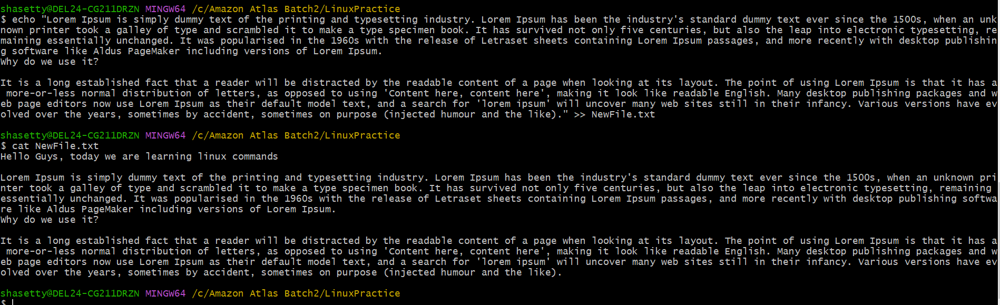 shasetty@DEL24-CG211DRZN MINGW64 /c/Amazon Atlas Batch2/LinuxPractice
$ echo "Lorem Ipsum is simply dummy text of the printing and typesetting industry. Lorem Ipsum has been the industry's standard dummy text ever since the 1500s, when an unk
nown printer took a galley of type and scrambled it to make a type specimen book. It has survived not only five centuries, but also the leap into electronic typesetting, re
maining essentially unchanged. It was popularised in the 1960s with the release of Letraset sheets containing Lorem Ipsum passages, and more recently with desktop publishin
g software like Aldus PageMaker including versions of Lorem Ipsum.
Why do we use it?

It is a long established fact that a reader will be distracted by the readable content of a page when looking at its layout. The point of using Lorem Ipsum is that it has a
 more-or-less normal distribution of letters, as opposed to using 'Content here, content here', making it look like readable English. Many desktop publishing packages and w
eb page editors now use Lorem Ipsum as their default model text, and a search for 'lorem ipsum' will uncover many web sites still in their infancy. Various versions have ev
olved over the years, sometimes by accident, sometimes on purpose (injected humour and the like)." >> NewFile.txt

shasetty@DEL24-CG211DRZN MINGW64 /c/Amazon Atlas Batch2/LinuxPractice
$ cat NewFile.txt
Hello Guys, today we are learning linux commands

Lorem Ipsum is simply dummy text of the printing and typesetting industry. Lorem Ipsum has been the industry's standard dummy text ever since the 1500s, when an unknown pri
nter took a galley of type and scrambled it to make a type specimen book. It has survived not only five centuries, but also the leap into electronic typesetting, remaining
essentially unchanged. It was popularised in the 1960s with the release of Letraset sheets containing Lorem Ipsum passages, and more recently with desktop publishing softwa
re like Aldus PageMaker including versions of Lorem Ipsum.
Why do we use it?

It is a long established fact that a reader will be distracted by the readable content of a page when looking at its layout. The point of using Lorem Ipsum is that it has a
 more-or-less normal distribution of letters, as opposed to using 'Content here, content here', making it look like readable English. Many desktop publishing packages and w
eb page editors now use Lorem Ipsum as their default model text, and a search for 'lorem ipsum' will uncover many web sites still in their infancy. Various versions have ev
olved over the years, sometimes by accident, sometimes on purpose (injected humour and the like).

shasetty@DEL24-CG211DRZN MINGW64 /c/Amazon Atlas Batch2/LinuxPractice
$